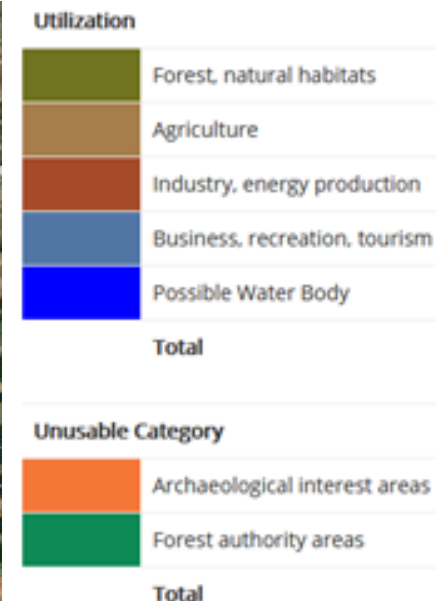 Utilization
Forest, natural habitats
Agriculture
Industry, energy production
Business, recreation, tourism
Possible Water Body
Total
Unusable Category
Archaeological interest areas
Forest authority areas
Total